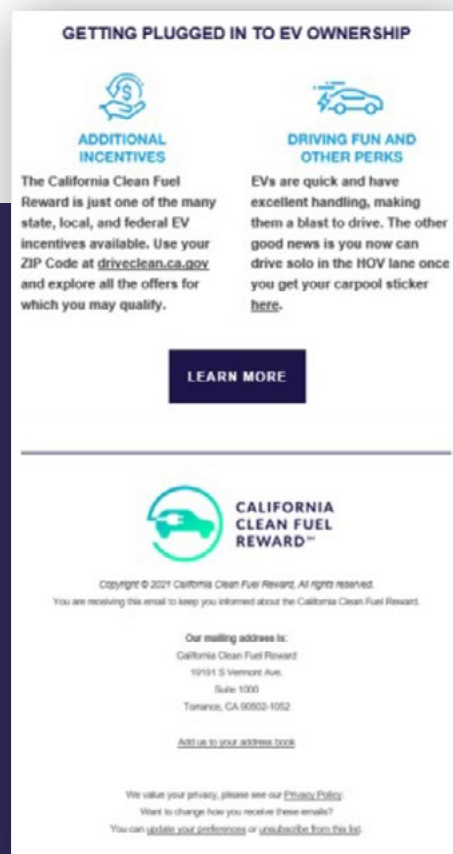 GETTING PLUGGED IN TO EV OWNERSHIP
ADDITIONAL
INCENTIVES
The California Clean Fuel
Reward is just one of the many
state, local, and federal EV
incentives available. Use your
ZIP Code at driveclean.ca.gov
and explore all the offers for
which you may qualify.
DRIVING FUN AND
OTHER PERKS
EVs are quick and have
excellent handling, making
them a blast to drive. The other
good news is you now can
drive solo in the HOV lane once
you get your carpool sticker
here.
LEARN MORE
CALIFORNIA
CLEAN FUEL
REWARD℠
Copyright © 2021 California Clean Fuel Reward, All rights reserved.
You are receiving this email to keep you informed about the California Clean Fuel Reward.
Our mailing address is:
California Clean Fuel Reward
19191 S Vermont Ave.
Suite 1000
Torrance, CA 90502-1052
Add us to your address book
We value your privacy, please see our Privacy Policy.
Want to change how you receive these emails?
You can update your preferences or unsubscribe from this list.